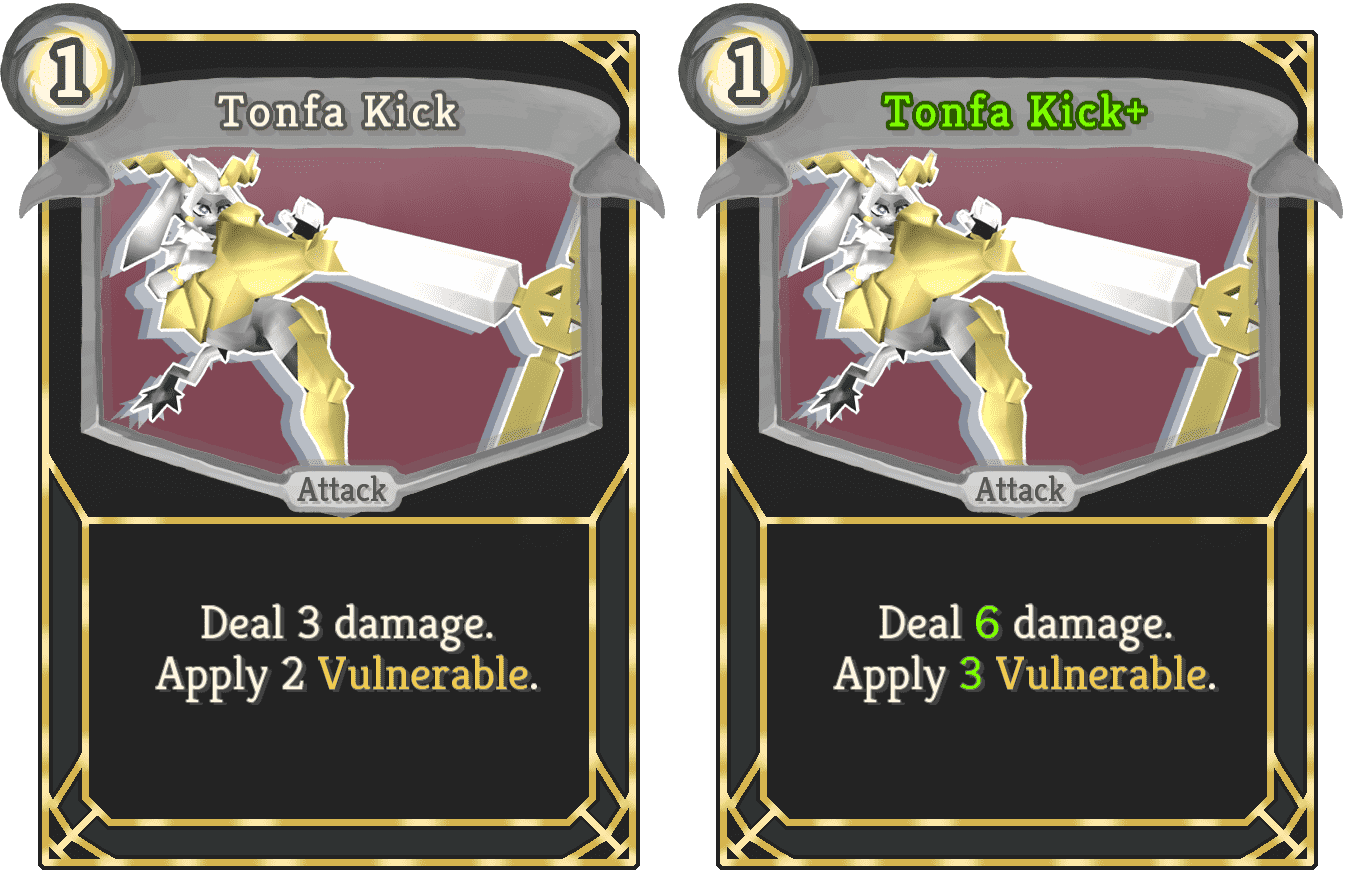 1
Tonfa Kick
Attack
Deal 3 damage.
Apply 2 Vulnerable.
1
Tonfa Kick+
Attack
Deal 6 damage.
Apply 3 Vulnerable.